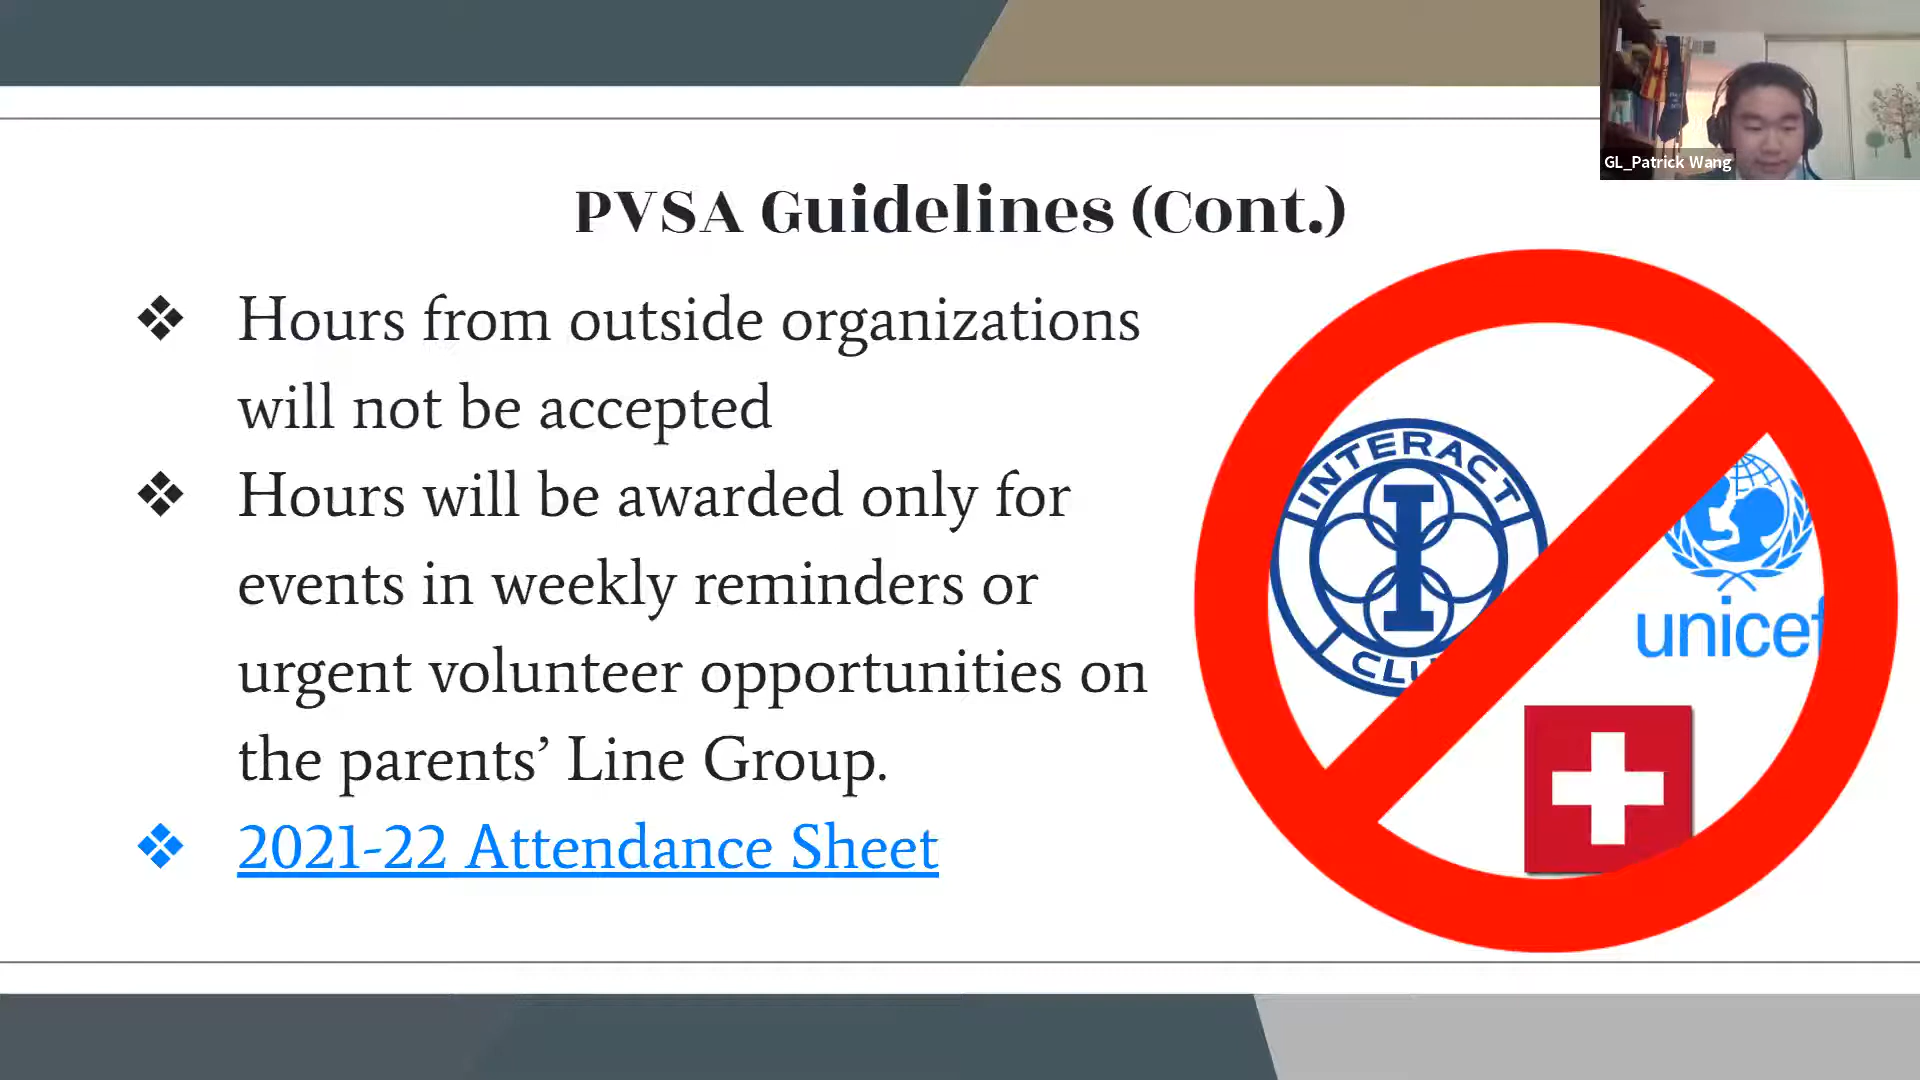 GL_Patrick Wang
PVSA Guidelines (Cont.)
❖ Hours from outside organizations
will not be accepted
❖ Hours will be awarded only for
events in weekly reminders or
urgent volunteer opportunities on
the parents’ Line Group.
❖ 2021-22 Attendance Sheet
INTERACT
I
CLU
unicef